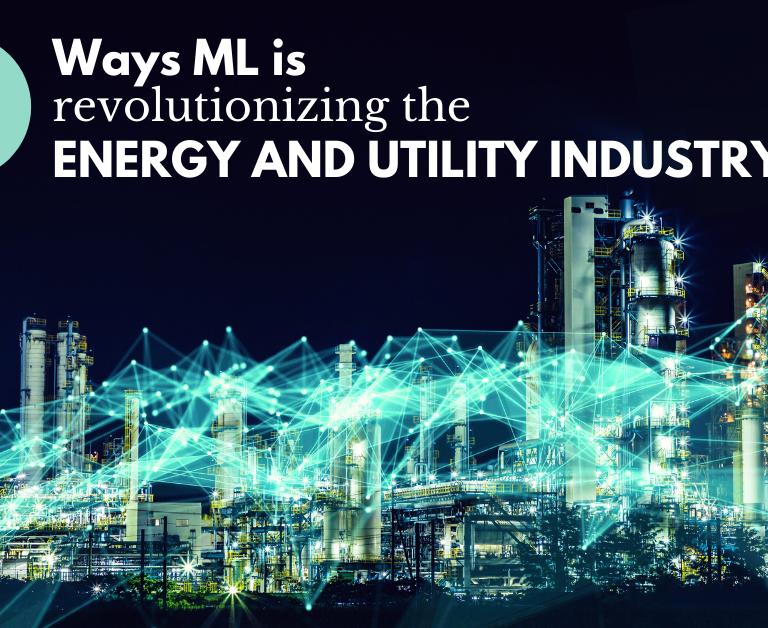 Ways ML is
revolutionizing the
ENERGY AND UTILITY INDUSTRY